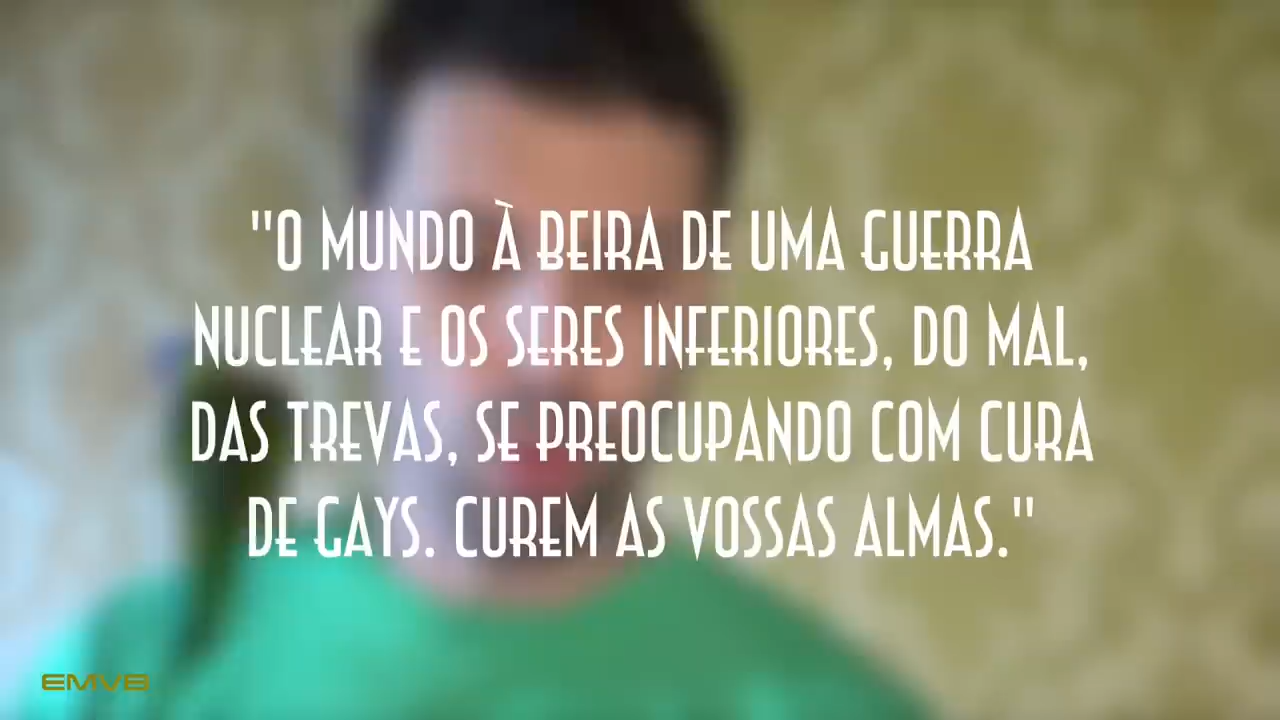 "O MUNDO À BEIRA DE UMA GUERRA
NUCLEAR E OS SERES INFERIORES, DO MAL,
DAS TREVAS, SE PREOCUPANDO COM CURA
DE GAYS. CUREM AS VOSSAS ALMAS."
EMVB